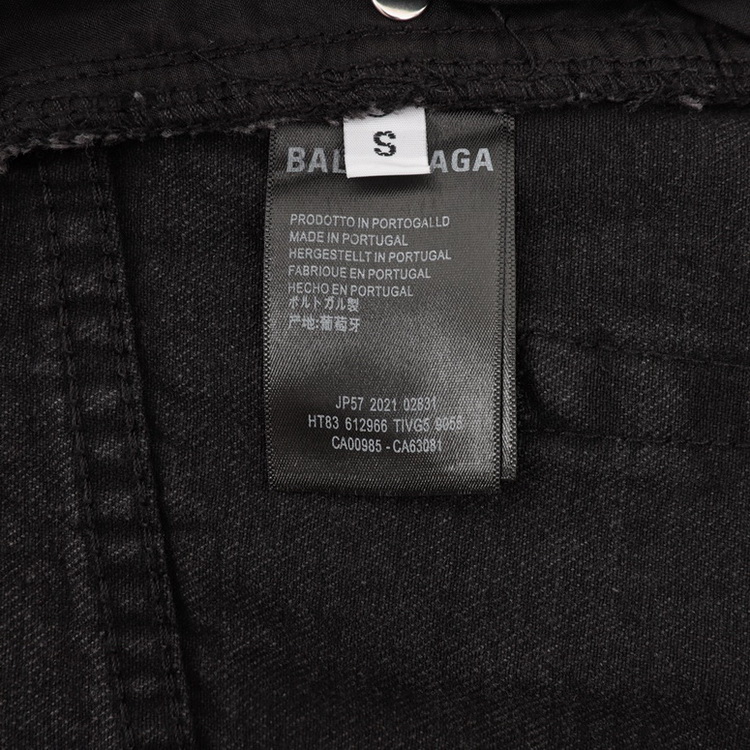 S
BAL AGA
PRODOTTO IN PORTOGALLD
MADE IN PORTUGAL
HERGESTELLT IN PORTUGAL
FABRIQUE EN PORTUGAL
HECHO EN PORTUGAL
ポルトガル製
产地:葡萄牙
JP57 2021 02831
HT83 612966 TIVG5 9055
CA00985 - CA63081